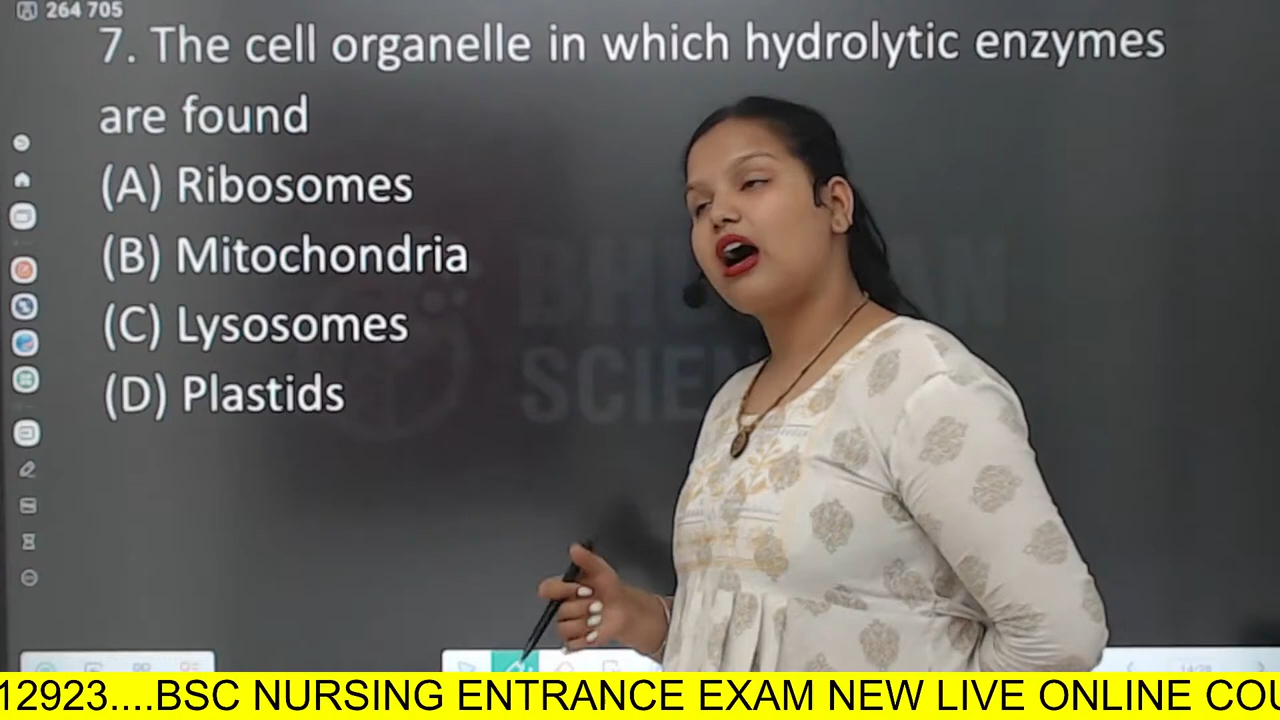 264 705
7. The cell organelle in which hydrolytic enzymes
are found
(A) Ribosomes
(B) Mitochondria
(C) Lysosomes
(D) Plastids
SCIEN
12923....BSC NURSING ENTRANCE EXAM NEW LIVE ONLINE COU